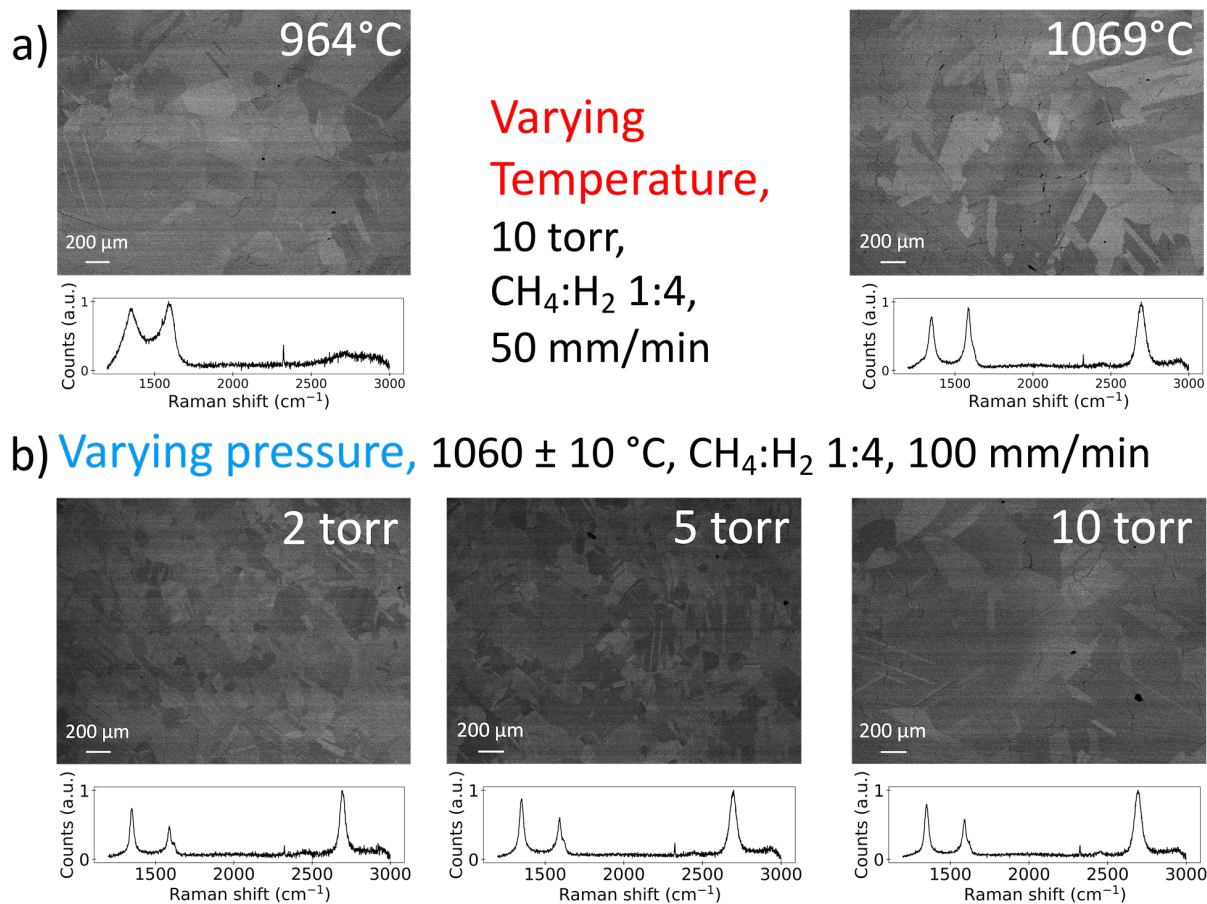 a)
964°C
200 µm
Counts (a.u.)
1
0
1500 2000 2500 3000
Raman shift (cm⁻¹)
Varying
Temperature,
10 torr,
CH₄:H₂ 1:4,
50 mm/min
1069°C
200 µm
Counts (a.u.)
1
0
1500 2000 2500 3000
Raman shift (cm⁻¹)
b) Varying pressure, 1060 ± 10 °C, CH₄:H₂ 1:4, 100 mm/min
2 torr
200 µm
Counts (a.u.)
1
0
1500 2000 2500 3000
Raman shift (cm⁻¹)
5 torr
200 µm
Counts (a.u.)
1
0
1500 2000 2500 3000
Raman shift (cm⁻¹)
10 torr
200 µm
Counts (a.u.)
1
0
1500 2000 2500 3000
Raman shift (cm⁻¹)